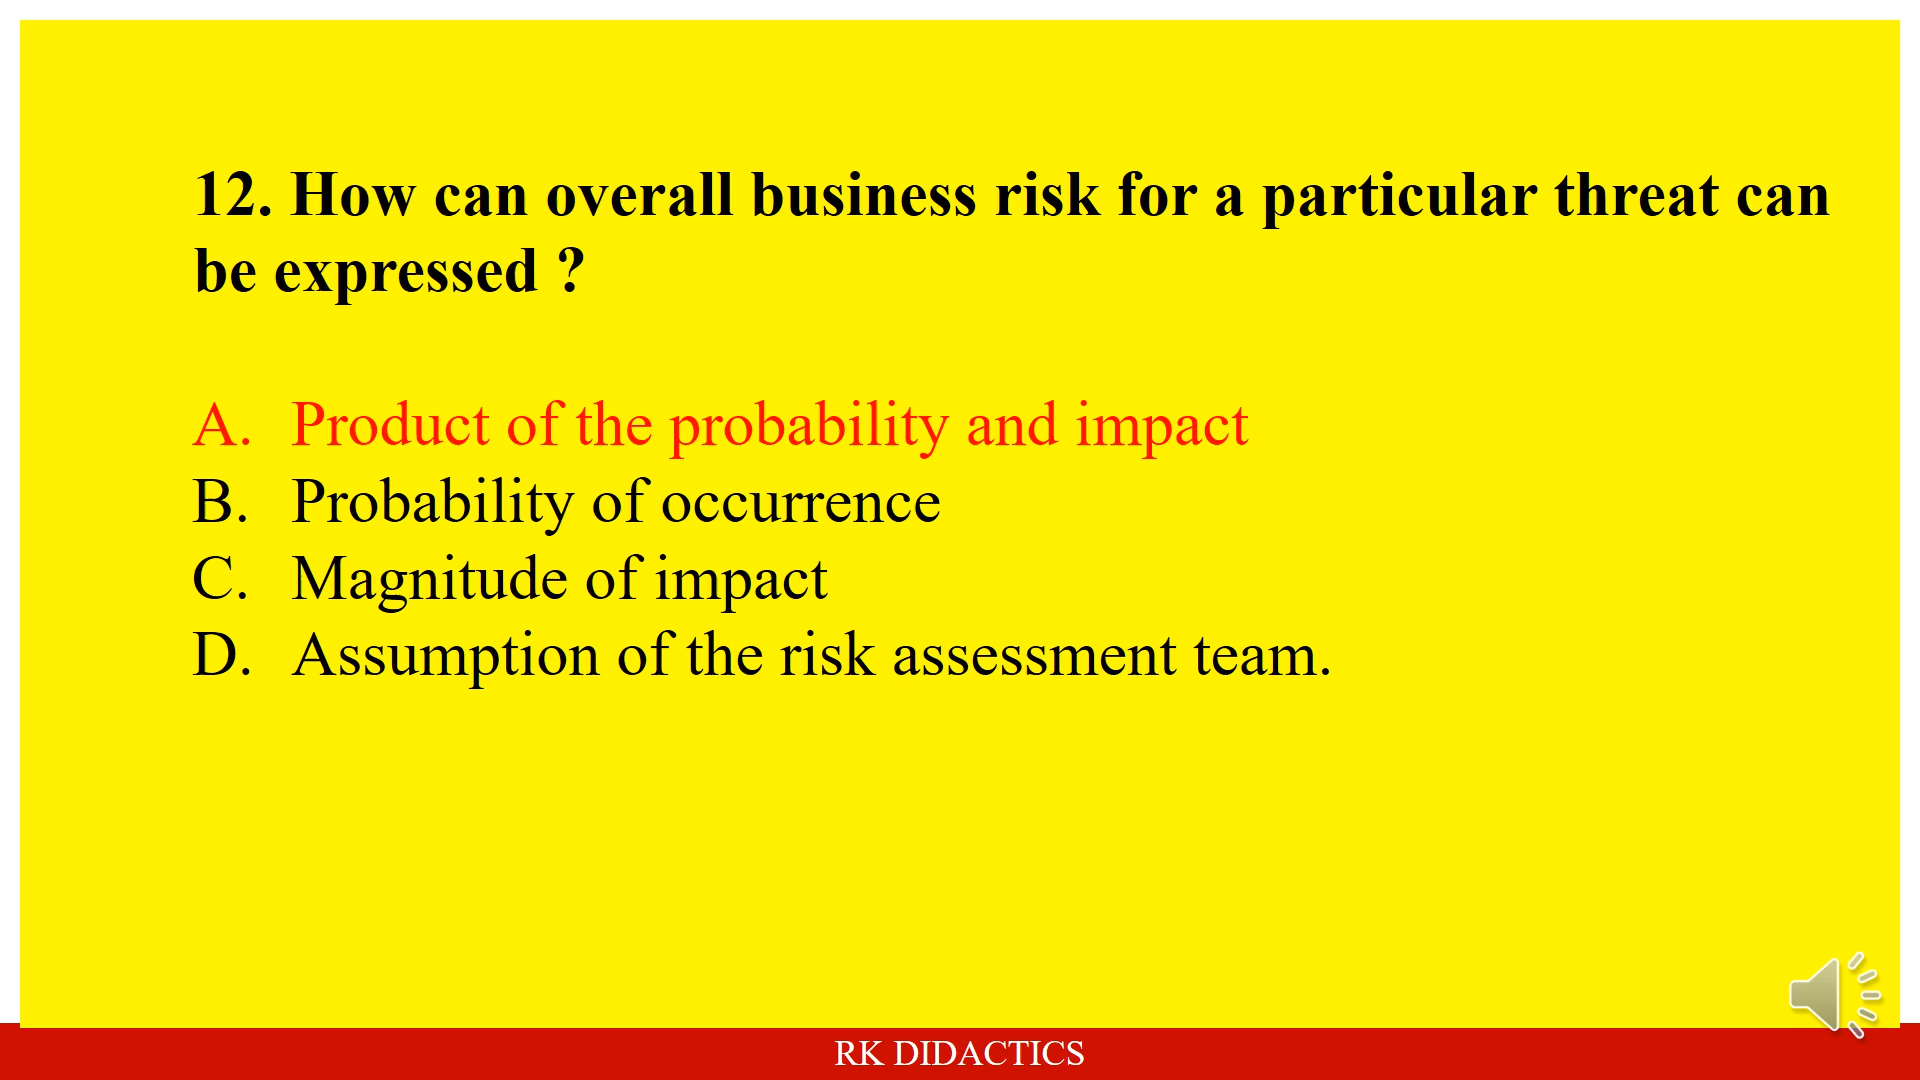 12. How can overall business risk for a particular threat can
be expressed ?
A. Product of the probability and impact
B. Probability of occurrence
C. Magnitude of impact
D. Assumption of the risk assessment team.
RK DIDACTICS